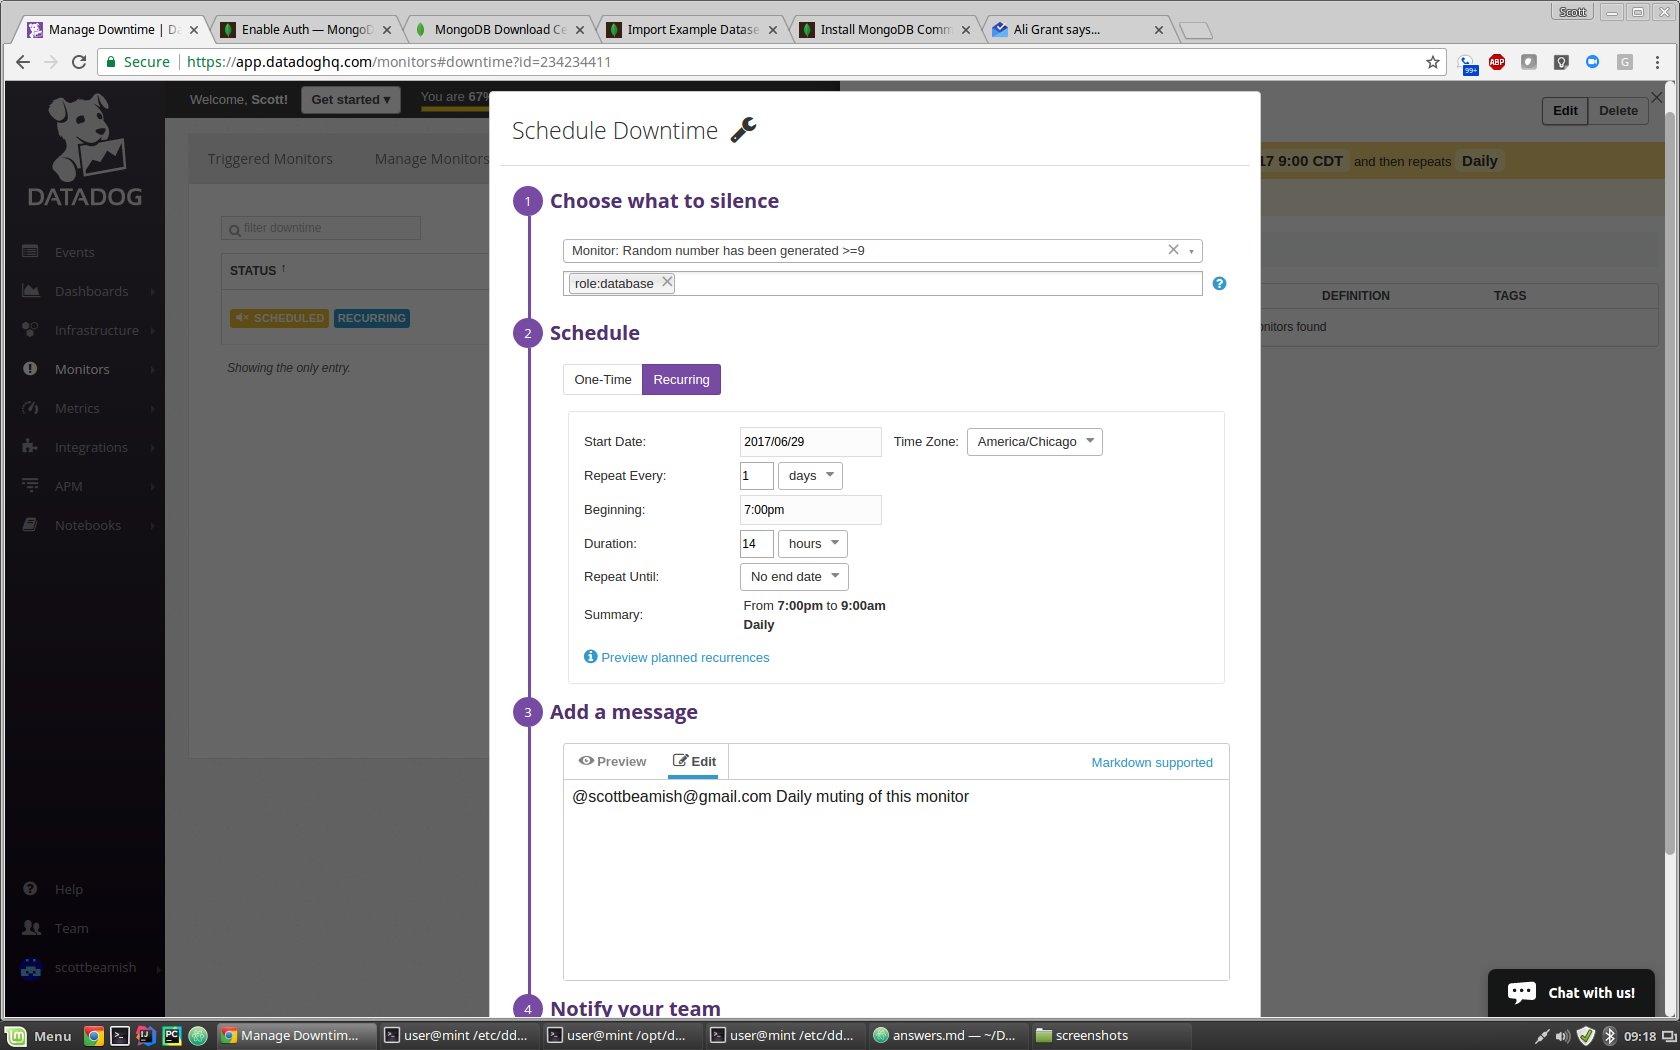 Scott
Manage Downtime | Da
Enable Auth — MongoD
MongoDB Download Ce
Import Example Datase
Install MongoDB Comm
Ali Grant says...
Secure
https://app.datadoghq.com/monitors#downtime?id=234234411
99+
ABP
G
DATADOG
Events
Dashboards
Infrastructure
Monitors
Metrics
Integrations
APM
Notebooks
Help
Team
scottbeamish
Welcome, Scott!
Get started ▾
You are 67%
Triggered Monitors
Manage Monitors
filter downtime
STATUS ↑
SCHEDULED
RECURRING
Showing the only entry.
Edit
Delete
17 9:00 CDT and then repeats Daily
DEFINITION
TAGS
onitors found
Schedule Downtime
1 Choose what to silence
Monitor: Random number has been generated >=9
role:database
?
2 Schedule
One-Time
Recurring
Start Date: 2017/06/29 Time Zone: America/Chicago
Repeat Every: 1 days
Beginning: 7:00pm
Duration: 14 hours
Repeat Until: No end date
Summary: From 7:00pm to 9:00am
Daily
Preview planned recurrences
3 Add a message
Preview
Edit
Markdown supported
@scottbeamish@gmail.com Daily muting of this monitor
4 Notify your team
Chat with us!
Menu
Manage Downtim...
user@mint /etc/dd...
user@mint /opt/d...
user@mint /etc/dd...
answers.md — ~/D...
screenshots
09:18